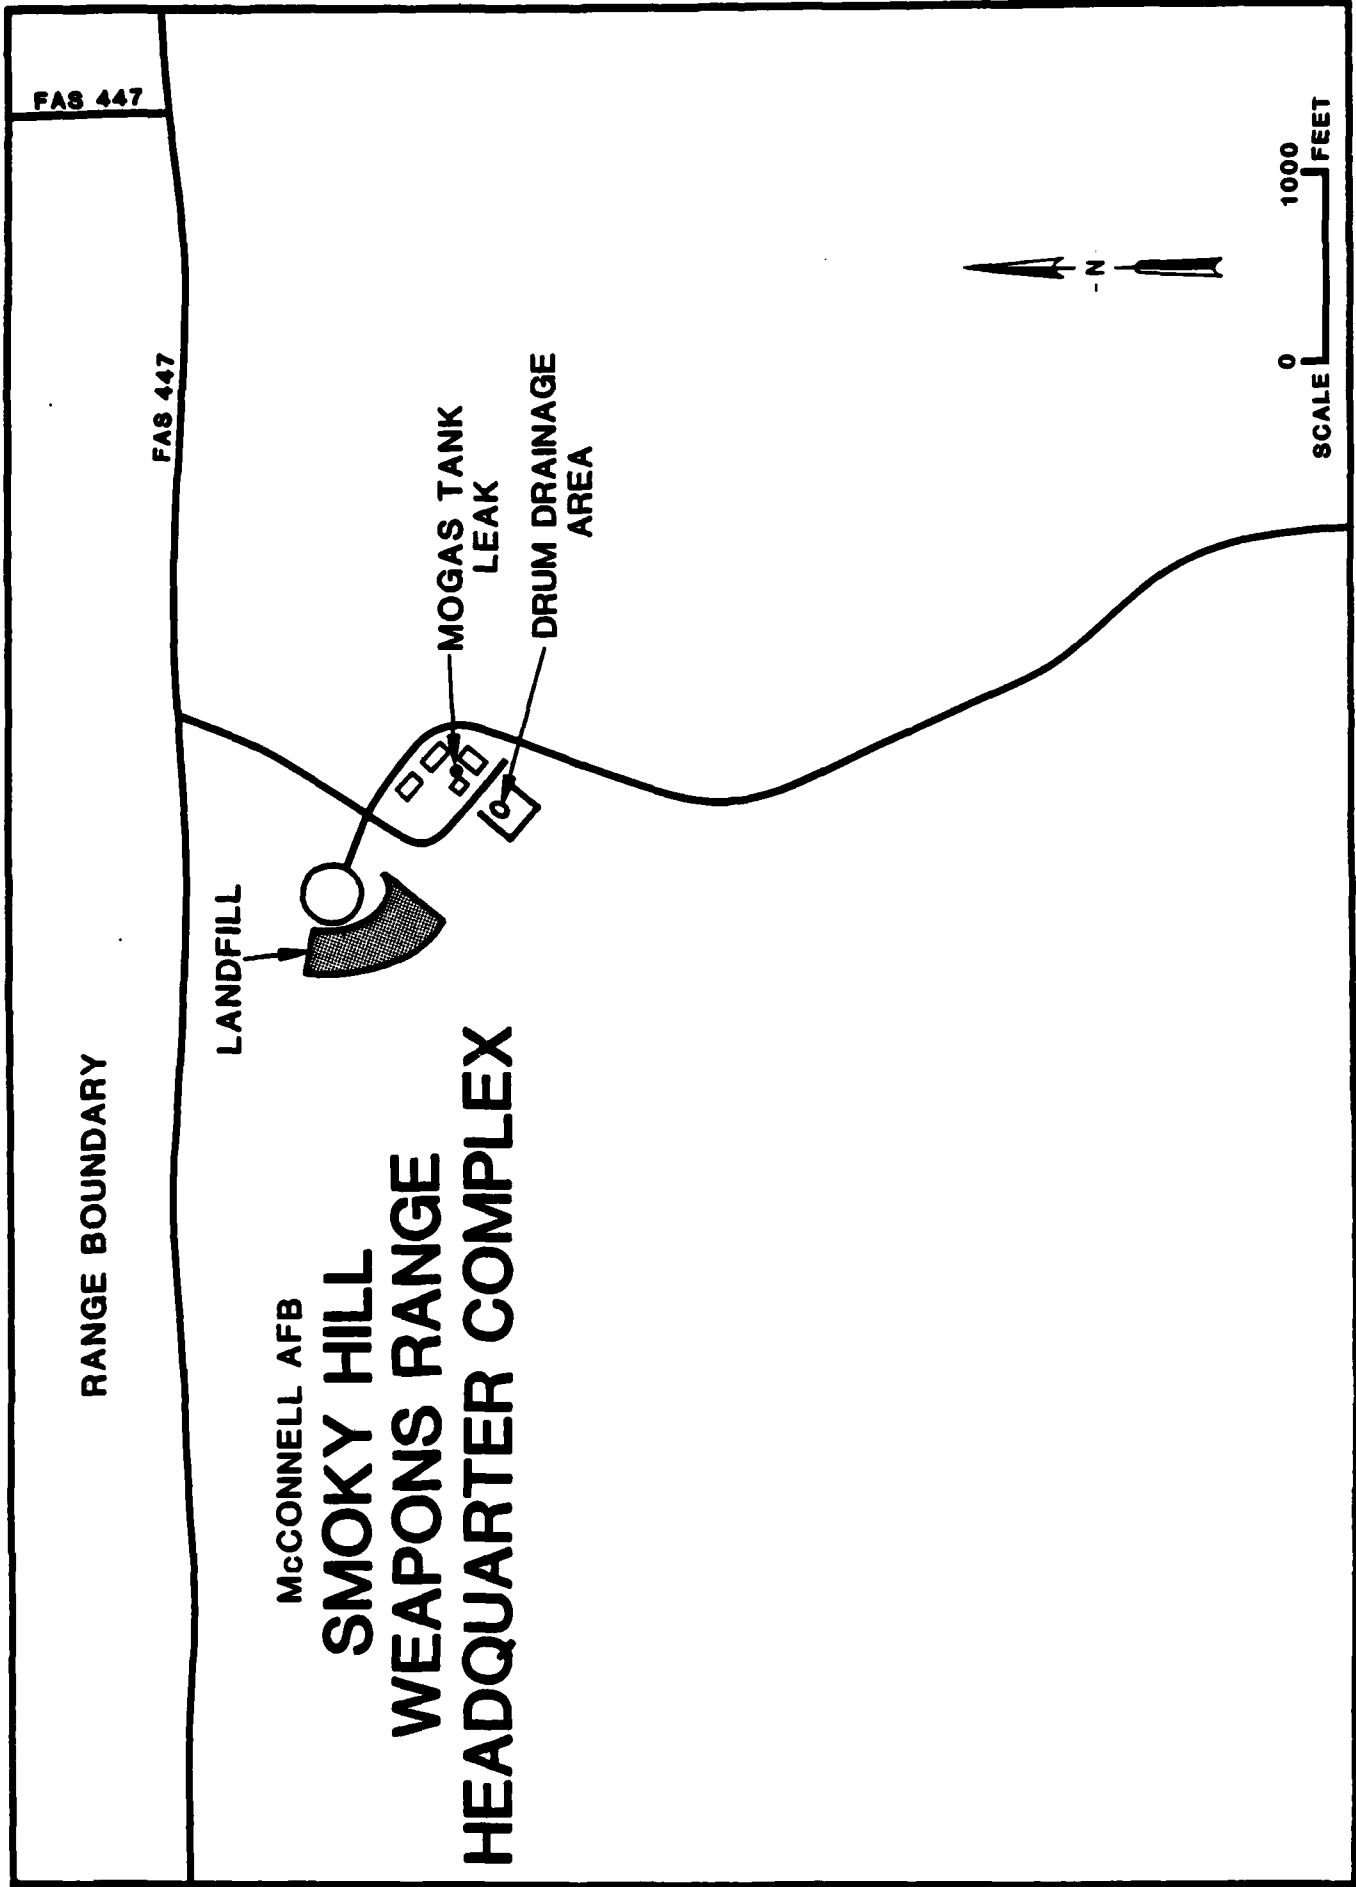 FAS 447
RANGE BOUNDARY
FAS 447
LANDFILL
McCONNELL AFB
SMOKY HILL
WEAPONS RANGE
HEADQUARTER COMPLEX
MOGAS TANK
LEAK
DRUM DRAINAGE
AREA
N
0 1000
SCALE FEET